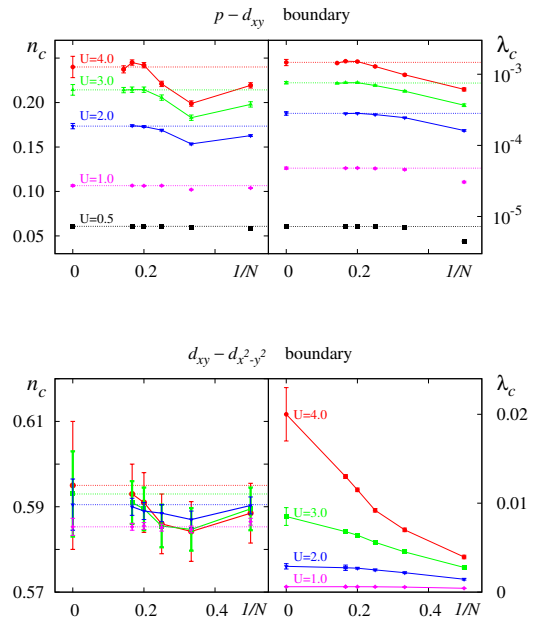 p − d_xy boundary
n_c
λ_c
U=4.0
U=3.0
U=2.0
U=1.0
U=0.5
0.20
0.15
0.10
0.05
10^-3
10^-4
10^-5
0 0.2 1/N 0 0.2 0.4 1/N
d_xy − d_x²-y² boundary
n_c
λ_c
0.61
0.59
0.57
U=4.0
U=3.0
U=2.0
U=1.0
0.02
0.01
0
0 0.2 0.4 1/N 0 0.2 0.4 1/N